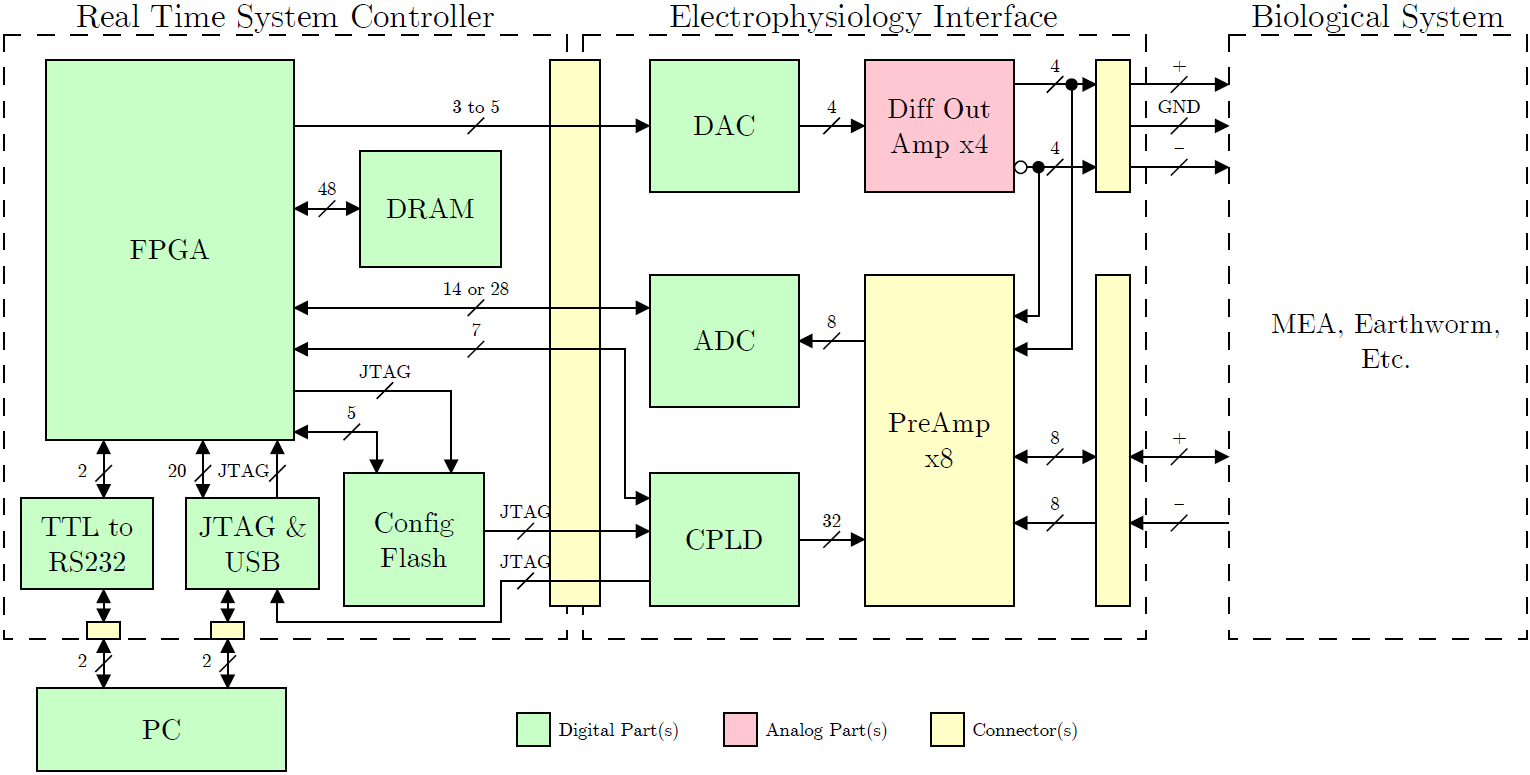 Real Time System Controller
Electrophysiology Interface
Biological System
4
+
3 to 5
4
DAC
Diff Out
Amp x4
GND
4
−
48
DRAM
FPGA
14 or 28
7
8
ADC
MEA, Earthworm,
Etc.
JTAG
5
PreAmp
x8
8
+
2
20
JTAG
TTL to
RS232
JTAG &
USB
Config
Flash
JTAG
JTAG
CPLD
32
8
−
2
2
PC
Digital Part(s)
Analog Part(s)
Connector(s)